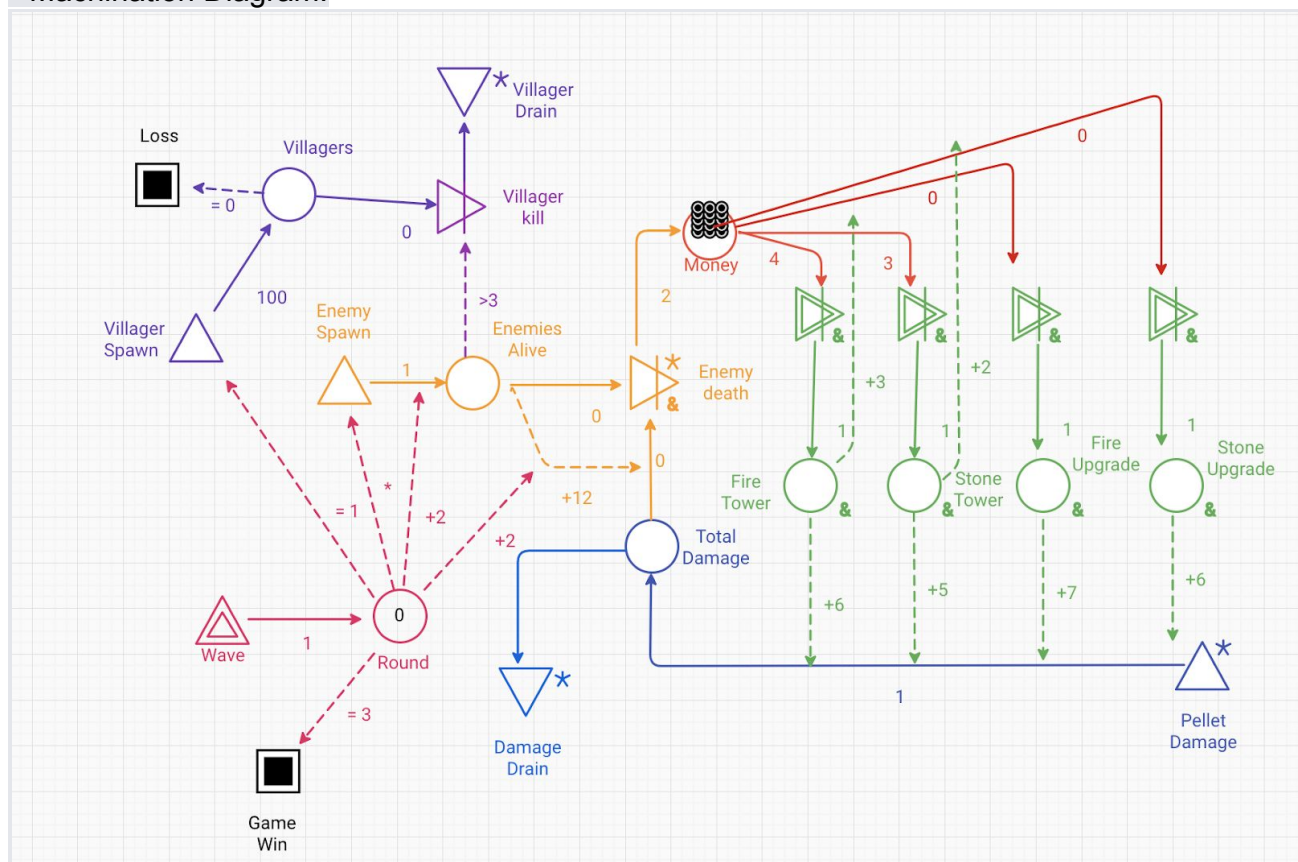 Machination Diagram:
Villager
Drain
Loss
Villagers
= 0
Villager
kill
0
100
Villager
Spawn
Enemy
Spawn
1
Enemies
Alive
>3
2
Money
4
3
0
0
Enemy
death
&
0
0
+12
& & & &
+3
+2
1
1
1
1
Fire
Tower
&
Stone
Tower
&
Fire
Upgrade
&
Stone
Upgrade
&
= 1
*
+2
+2
Wave
1
0
Round
= 3
Game
Win
Total
Damage
Damage
Drain
+6
+5
+7
+6
1
Pellet
Damage